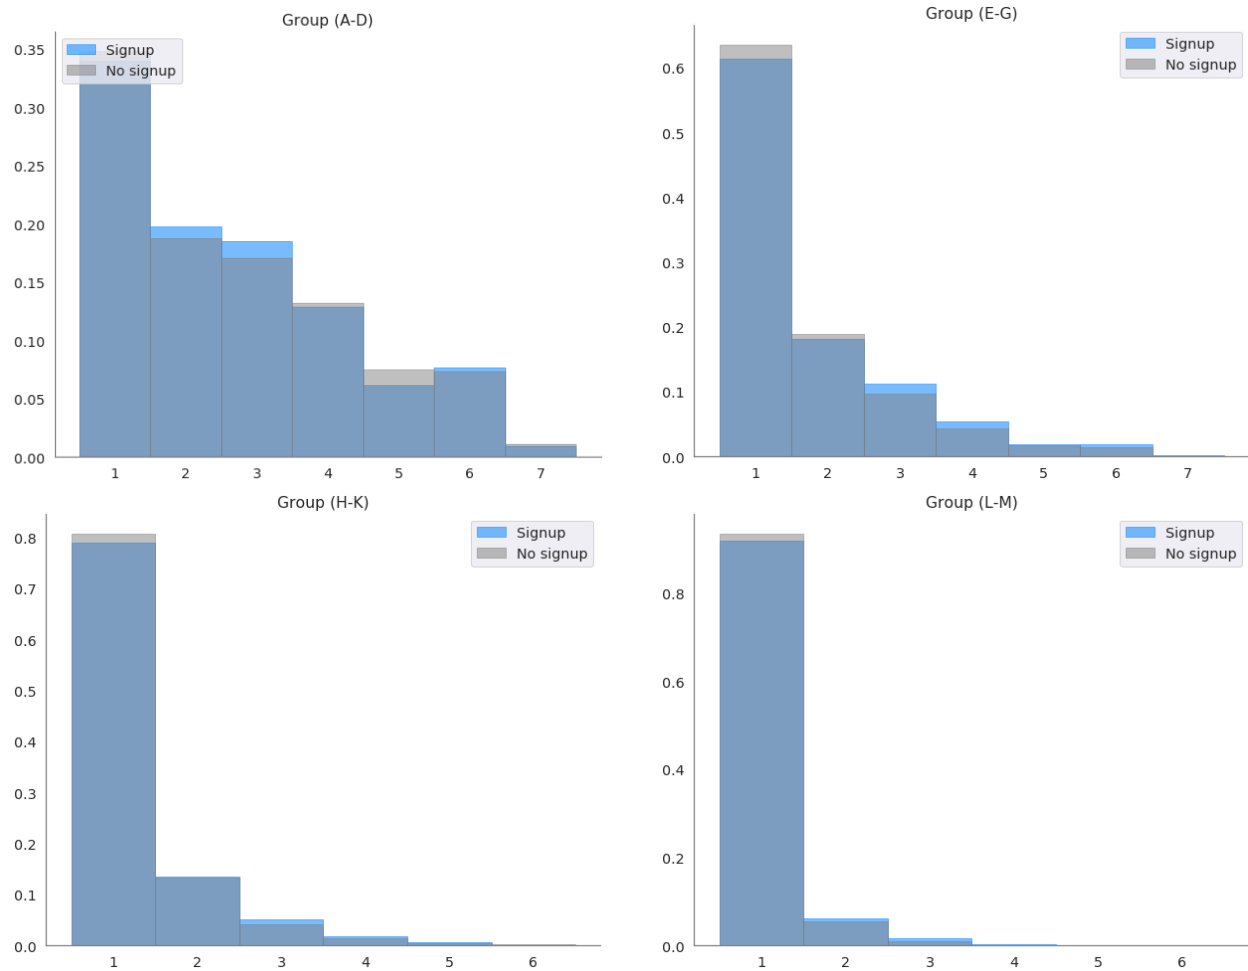 Group (A-D)
Signup
No signup
0.35
0.30
0.25
0.20
0.15
0.10
0.05
0.00
1 2 3 4 5 6 7
Group (E-G)
Signup
No signup
0.6
0.5
0.4
0.3
0.2
0.1
0.0
1 2 3 4 5 6 7
Group (H-K)
Signup
No signup
0.8
0.7
0.6
0.5
0.4
0.3
0.2
0.1
0.0
1 2 3 4 5 6
Group (L-M)
Signup
No signup
0.8
0.6
0.4
0.2
0.0
1 2 3 4 5 6